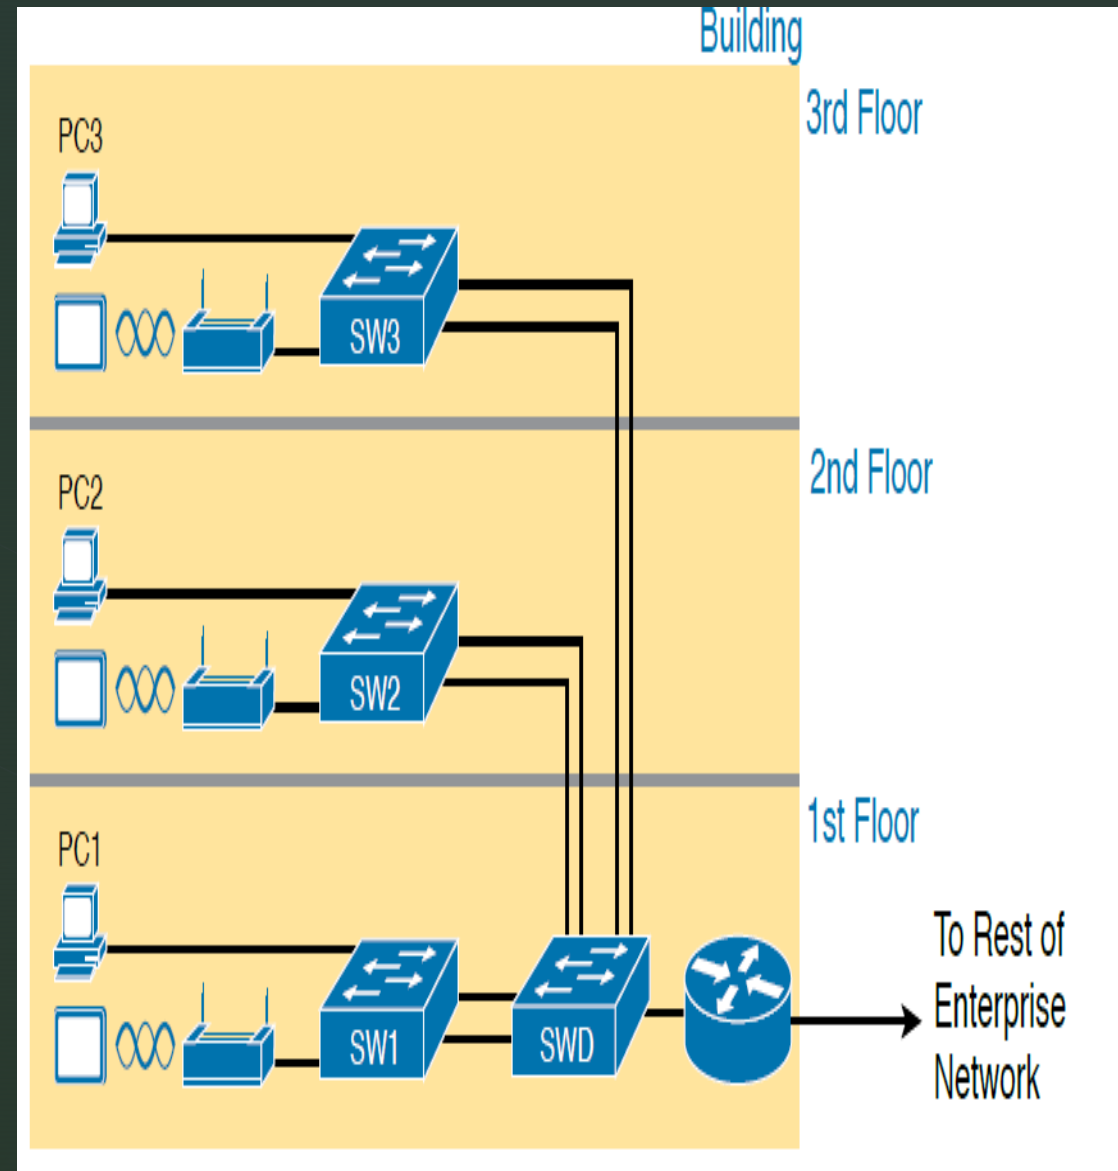 Building
3rd Floor
PC3
SW3
2nd Floor
PC2
SW2
1st Floor
PC1
SW1
SWD
To Rest of
Enterprise
Network